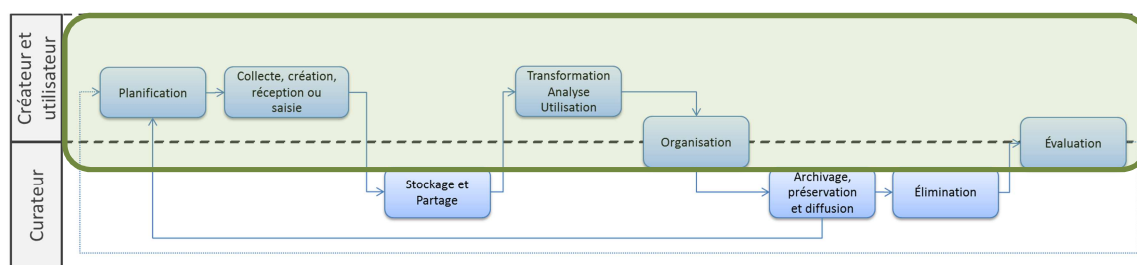 Créateur et
utilisateur
Planification
Collecte, création,
réception ou
saisie
Transformation
Analyse
Utilisation
Organisation
Évaluation
Curateur
Stockage et
Partage
Archivage,
préservation
et diffusion
Élimination